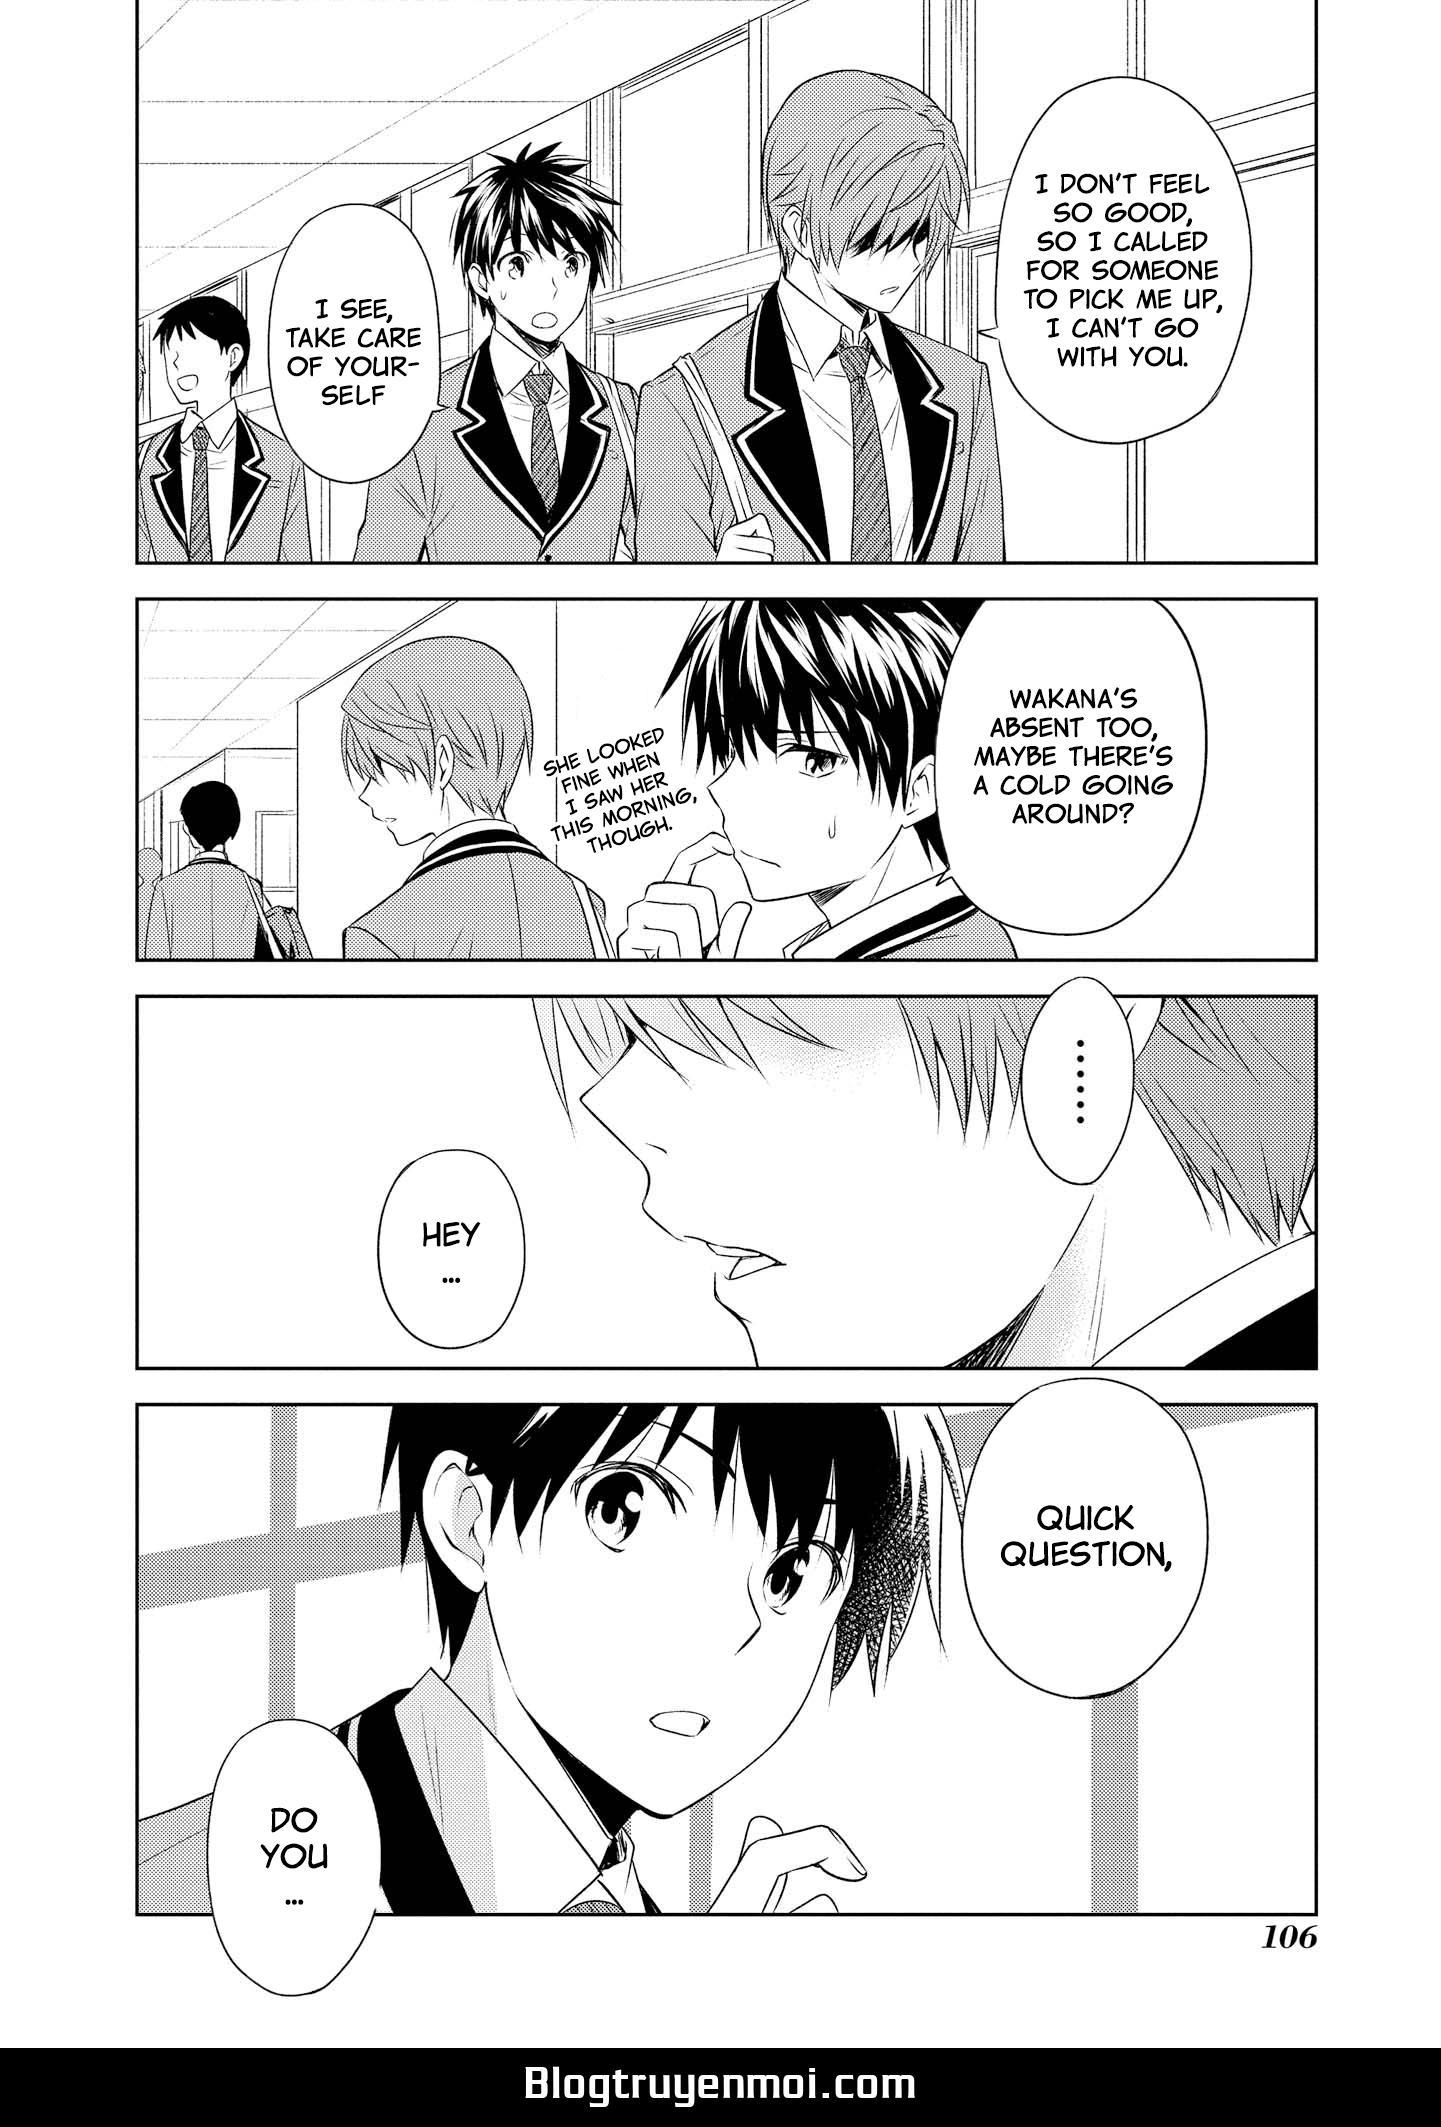 I DON'T FEEL
SO GOOD,
SO I CALLED
FOR SOMEONE
TO PICK ME UP,
I CAN'T GO
WITH YOU.
I SEE,
TAKE CARE
OF YOUR-
SELF
WAKANA'S
ABSENT TOO,
MAYBE THERE'S
A COLD GOING
AROUND?
SHE LOOKED
FINE WHEN
I SAW HER
THIS MORNING,
THOUGH.
......
HEY
...
QUICK
QUESTION,
DO
YOU
...
106
Blogtruyenmoi.com